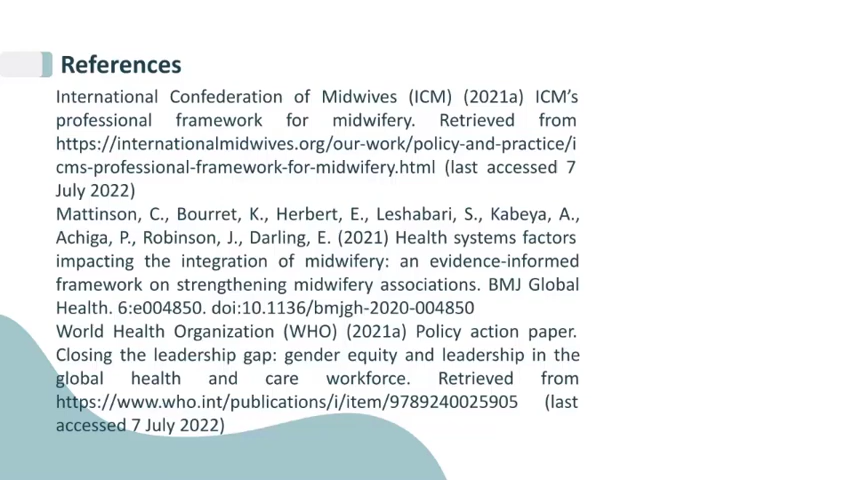 References
International Confederation of Midwives (ICM) (2021a) ICM’s
professional framework for midwifery. Retrieved from
https://internationalmidwives.org/our-work/policy-and-practice/i
cms-professional-framework-for-midwifery.html (last accessed 7
July 2022)
Mattinson, C., Bourret, K., Herbert, E., Leshabari, S., Kabeya, A.,
Achiga, P., Robinson, J., Darling, E. (2021) Health systems factors
impacting the integration of midwifery: an evidence-informed
framework on strengthening midwifery associations. BMJ Global
Health. 6:e004850. doi:10.1136/bmjgh-2020-004850
World Health Organization (WHO) (2021a) Policy action paper.
Closing the leadership gap: gender equity and leadership in the
global health and care workforce. Retrieved from
https://www.who.int/publications/i/item/9789240025905 (last
accessed 7 July 2022)